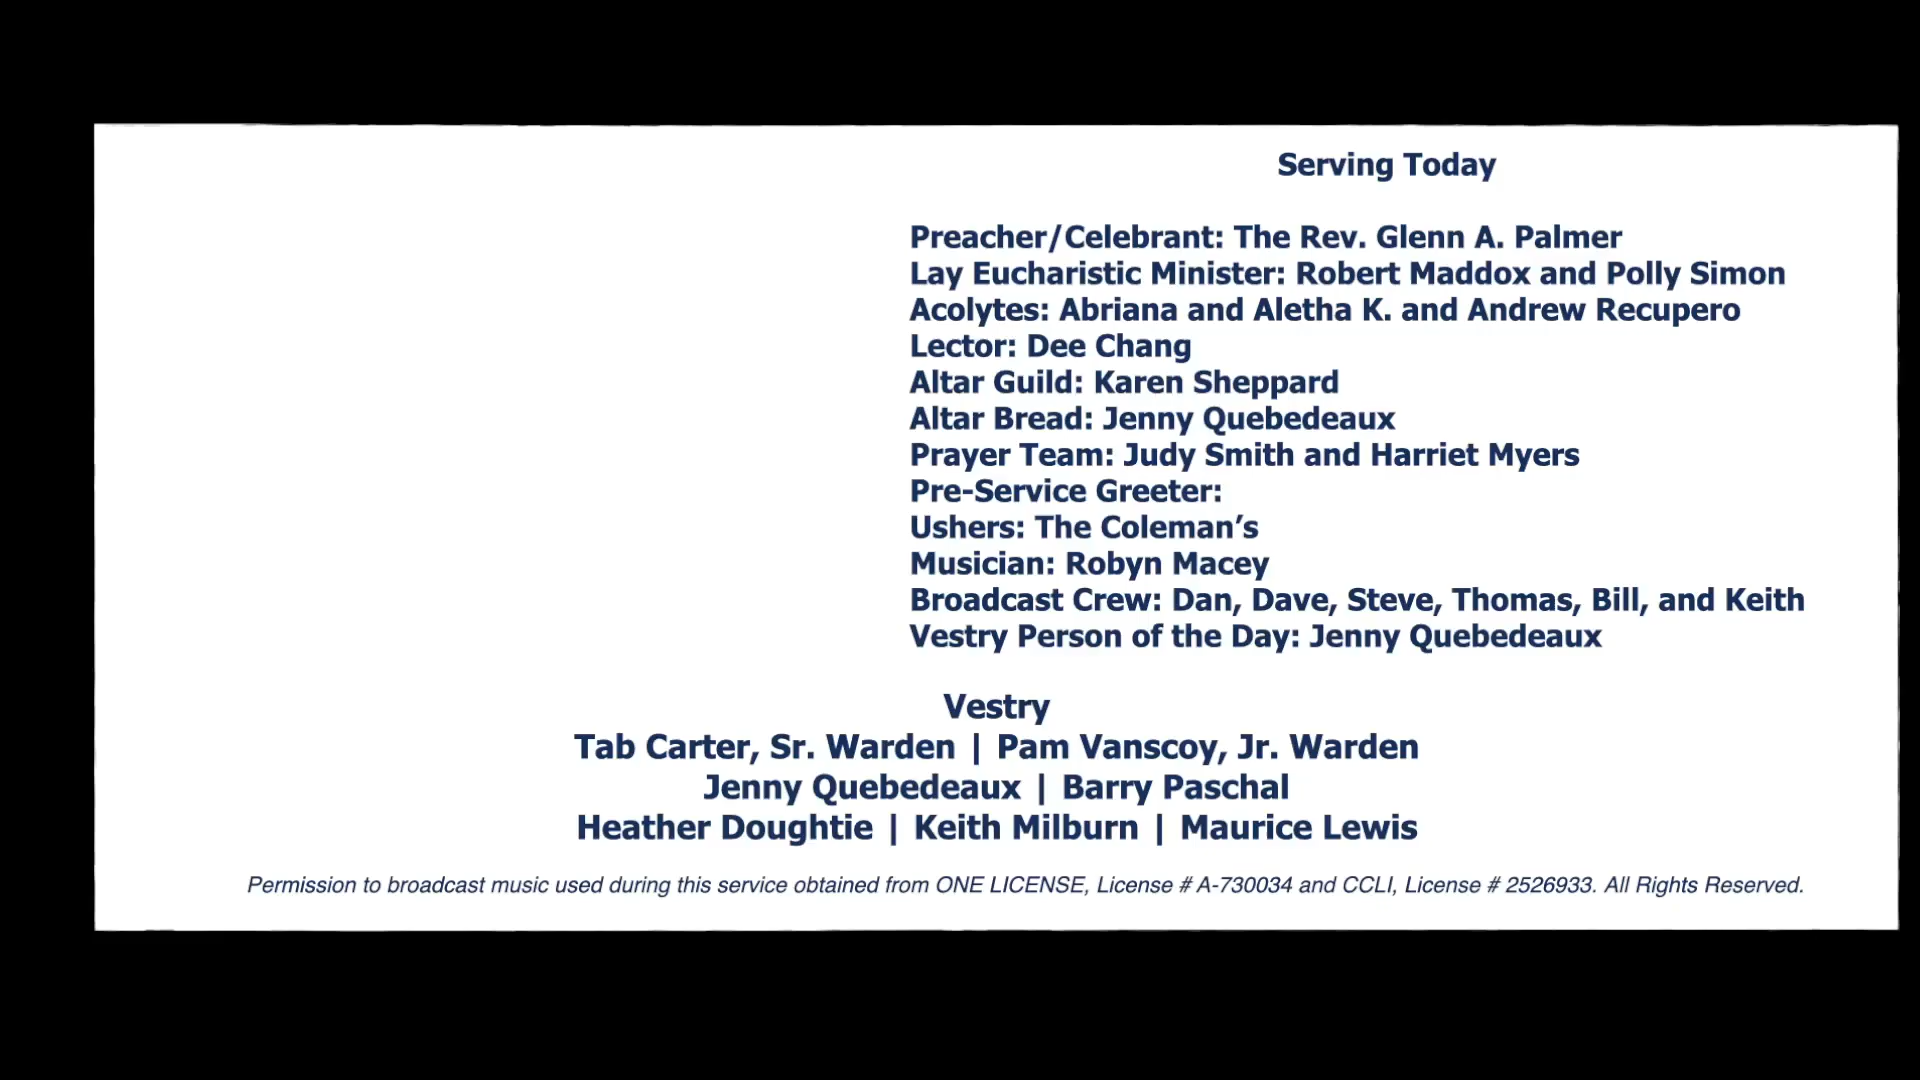 Serving Today
Preacher/Celebrant: The Rev. Glenn A. Palmer
Lay Eucharistic Minister: Robert Maddox and Polly Simon
Acolytes: Abriana and Aletha K. and Andrew Recupero
Lector: Dee Chang
Altar Guild: Karen Sheppard
Altar Bread: Jenny Quebedeaux
Prayer Team: Judy Smith and Harriet Myers
Pre-Service Greeter:
Ushers: The Coleman’s
Musician: Robyn Macey
Broadcast Crew: Dan, Dave, Steve, Thomas, Bill, and Keith
Vestry Person of the Day: Jenny Quebedeaux
Vestry
Tab Carter, Sr. Warden | Pam Vanscoy, Jr. Warden
Jenny Quebedeaux | Barry Paschal
Heather Doughtie | Keith Milburn | Maurice Lewis
Permission to broadcast music used during this service obtained from ONE LICENSE, License # A-730034 and CCLI, License # 2526933. All Rights Reserved.